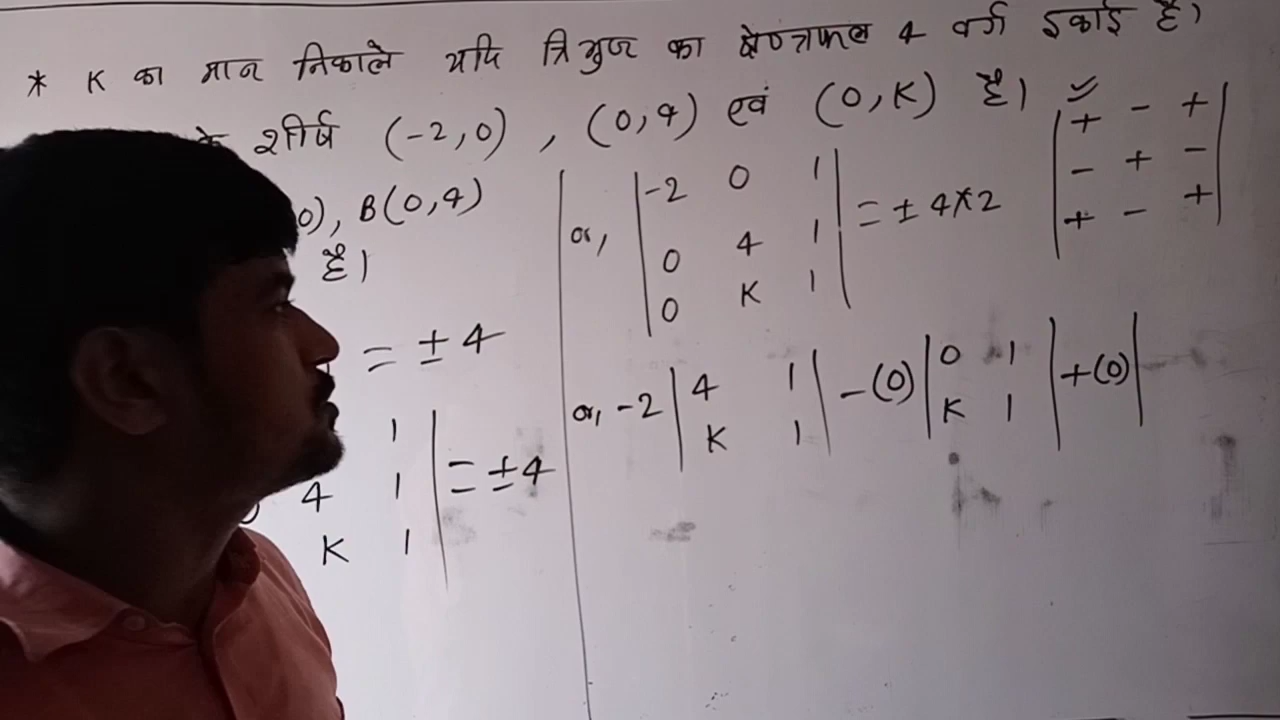 * K का मान निकाले यदि त्रिभुज का क्षेत्रफल 4 वर्ग इकाई है।
के शीर्ष (-2,0) , (0,4) एवं (0,K) है।
0), B(0,4)
है।
= ± 4
1
4 1
K 1
= ±4
or, | -2 0 1 |
| 0 4 1 |
| 0 K 1 | = ± 4×2
or, -2 | 4 1 | -(0) | 0 1 | +(0) |
| K 1 | | K 1 |
| + - + |
| - + - |
| + - + |